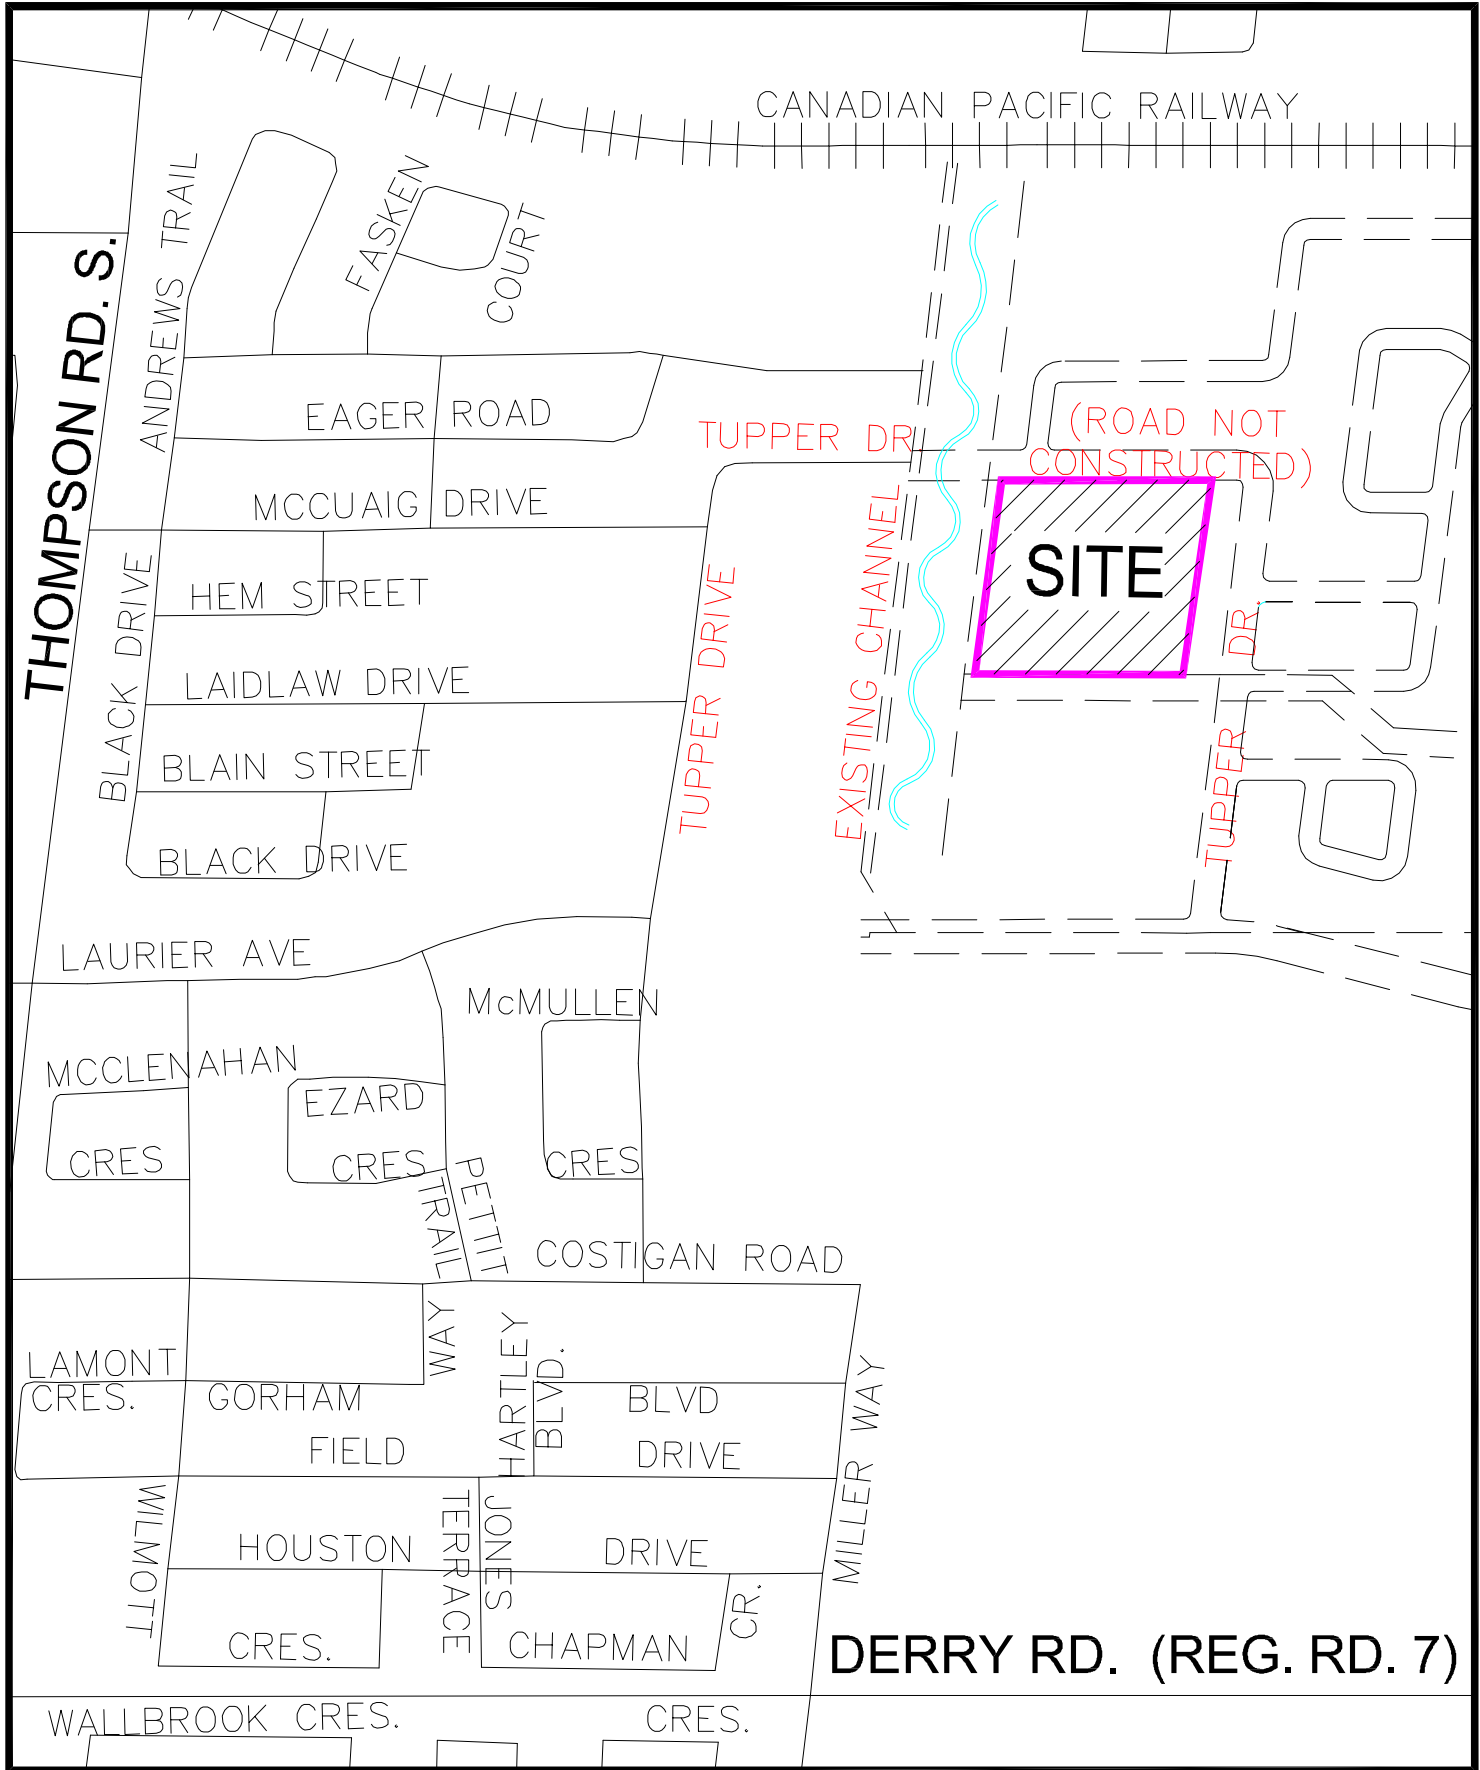 CANADIAN PACIFIC RAILWAY
ANDREWS TRAIL
FASKEN
COURT
THOMPSON RD. S.
EAGER ROAD
TUPPER DR
(ROAD NOT
CONSTRUCTED)
MCCUAIG DRIVE
SITE
HEM STREET
BLACK DRIVE
TUPPER DRIVE
EXISTING CHANNEL
TUPPER DR.
LAIDLAW DRIVE
BLAIN STREET
BLACK DRIVE
LAURIER AVE
McMULLEN
CRES
MCCLENAHAN
CRES
EZARD
CRES
PETTIT
TRAIL
COSTIGAN ROAD
WAY
HARTLEY
BLVD.
LAMONT
CRES.
GORHAM
BLVD
FIELD
DRIVE
MILLER WAY
WILMOTT
HOUSTON
DRIVE
JONES
TERRACE
CRES.
CHAPMAN
CR.
DERRY RD. (REG. RD. 7)
WALLBROOK CRES.
CRES.